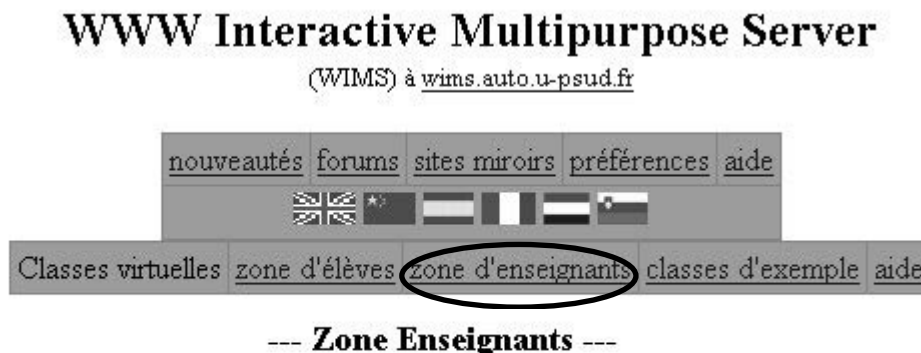 WWW Interactive Multipurpose Server
(WIMS) à wims.auto.u-psud.fr
nouveautés forums sites miroirs préférences aide
Classes virtuelles zone d'élèves zone d'enseignants classes d'exemple aide
--- Zone Enseignants ---